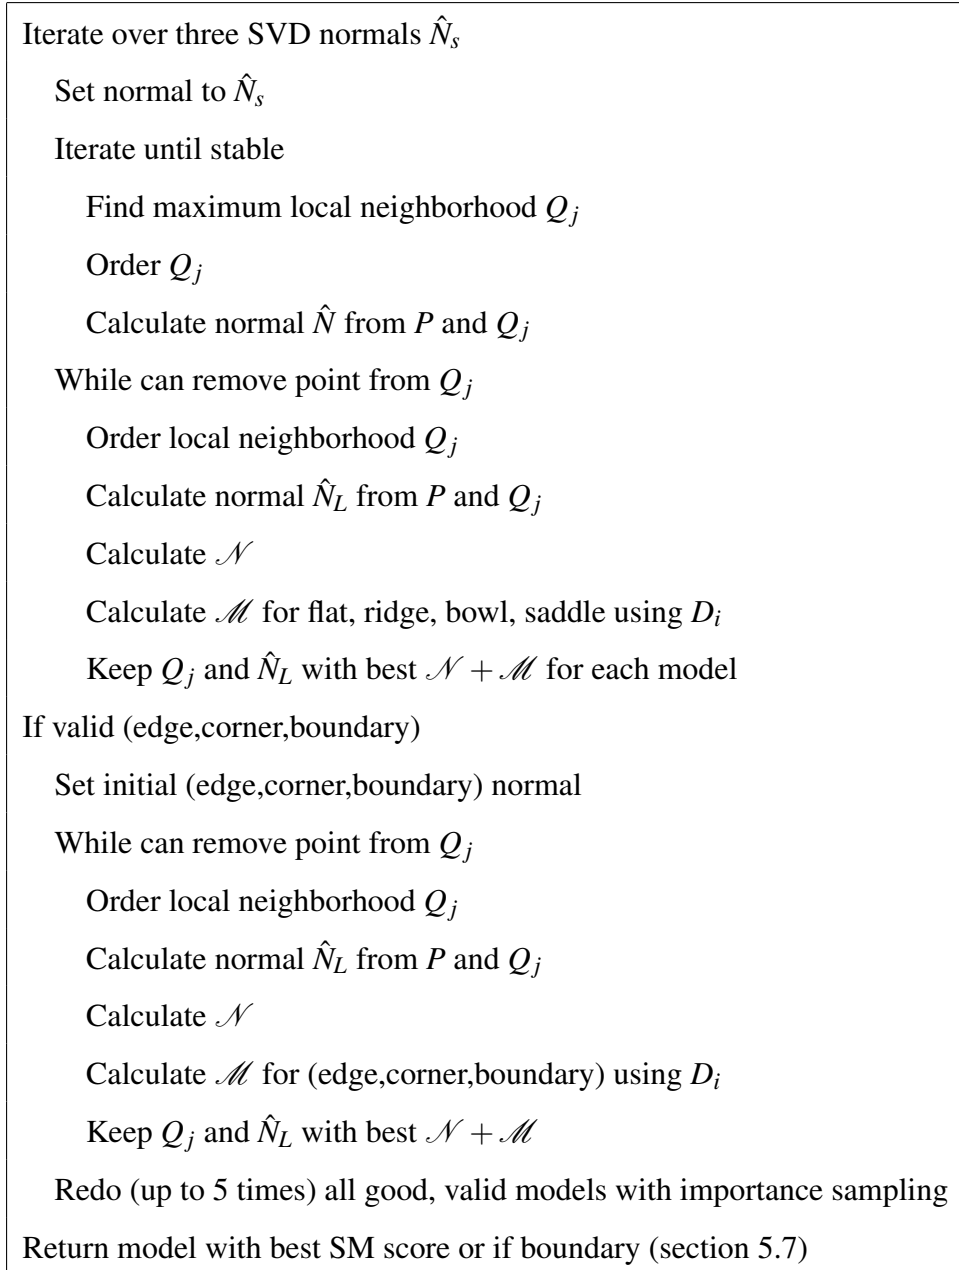 Iterate over three SVD normals N̂ₛ
Set normal to N̂ₛ
Iterate until stable
Find maximum local neighborhood Qⱼ
Order Qⱼ
Calculate normal N̂ from P and Qⱼ
While can remove point from Qⱼ
Order local neighborhood Qⱼ
Calculate normal N̂_L from P and Qⱼ
Calculate 𝒩
Calculate ℳ for flat, ridge, bowl, saddle using Dᵢ
Keep Qⱼ and N̂_L with best 𝒩 + ℳ for each model
If valid (edge,corner,boundary)
Set initial (edge,corner,boundary) normal
While can remove point from Qⱼ
Order local neighborhood Qⱼ
Calculate normal N̂_L from P and Qⱼ
Calculate 𝒩
Calculate ℳ for (edge,corner,boundary) using Dᵢ
Keep Qⱼ and N̂_L with best 𝒩 + ℳ
Redo (up to 5 times) all good, valid models with importance sampling
Return model with best SM score or if boundary (section 5.7)